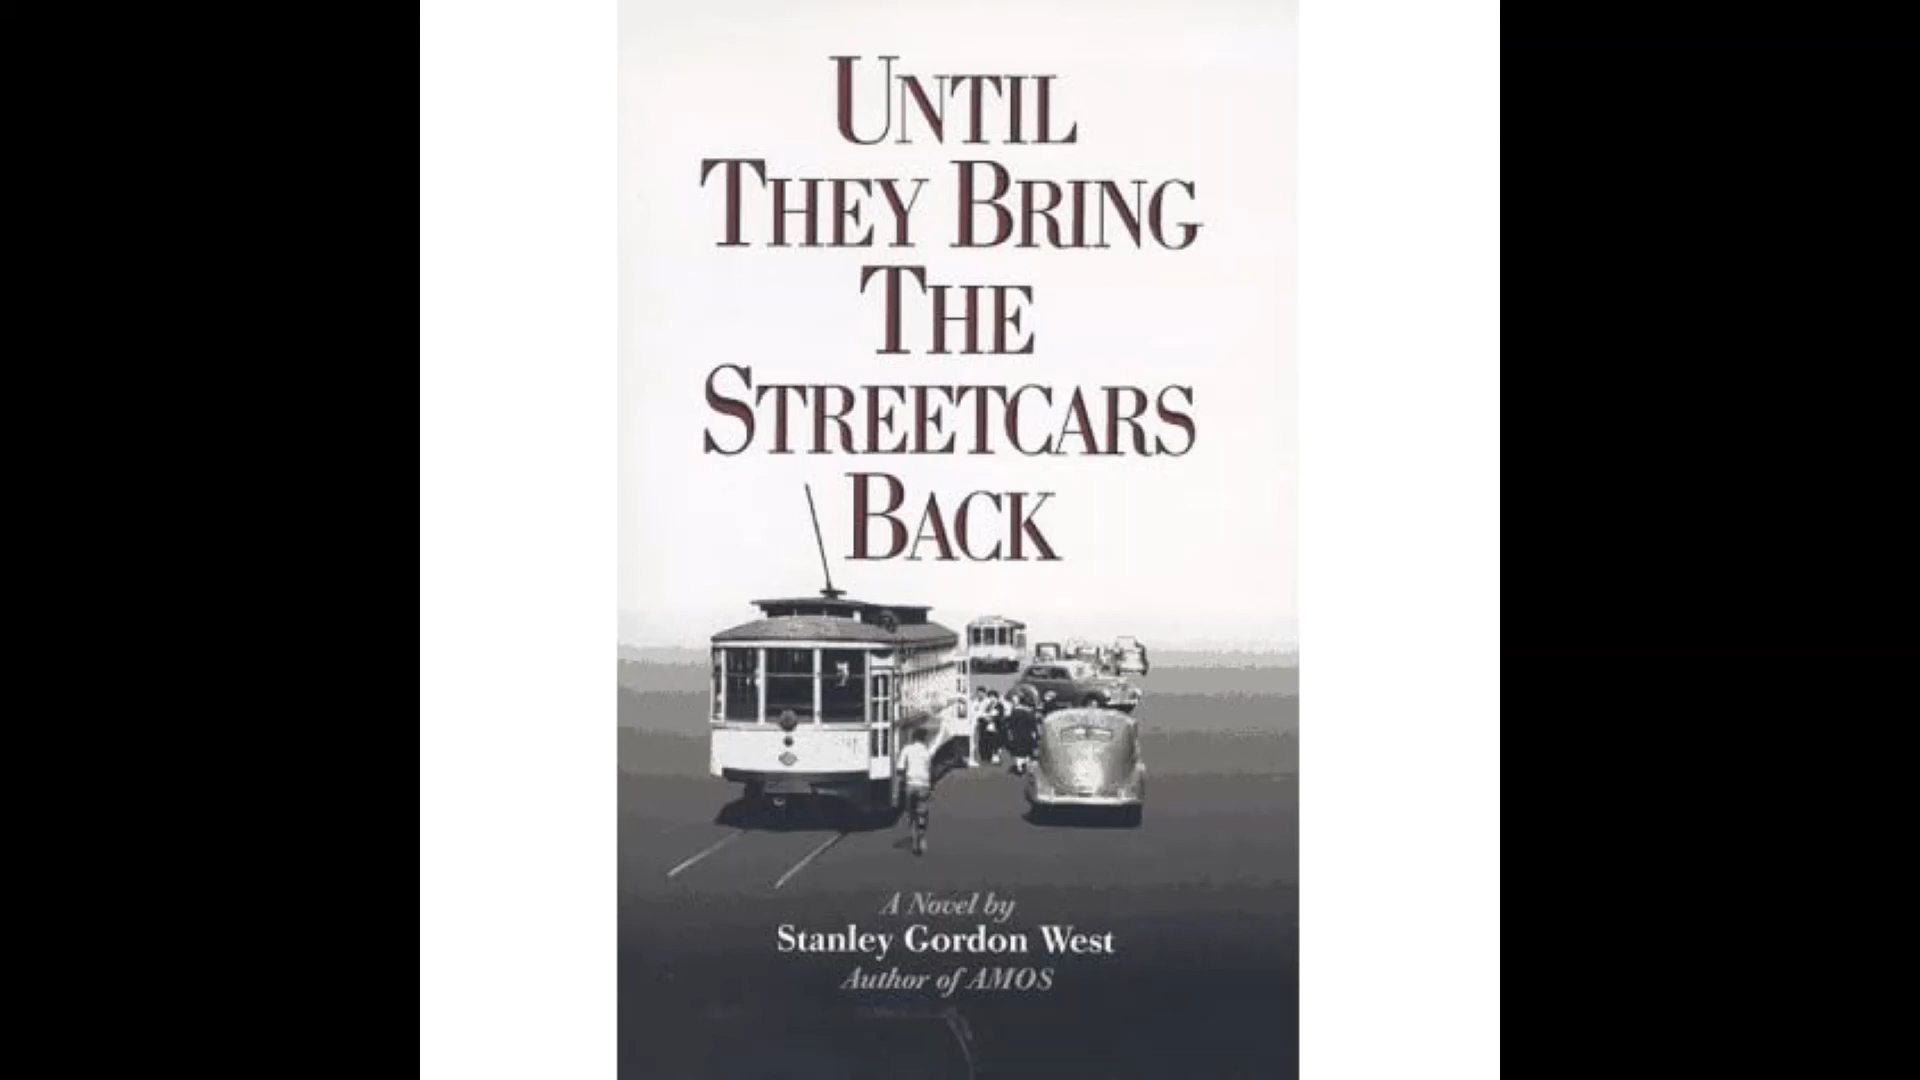 UNTIL
THEY BRING
THE
STREETCARS
BACK
A Novel by
Stanley Gordon West
Author of AMOS